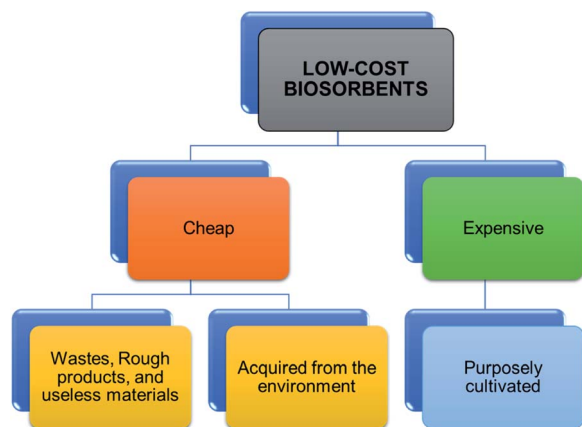 LOW-COST
BIOSORBENTS
Cheap
Expensive
Wastes, Rough
products, and
useless materials
Acquired from the
environment
Purposely
cultivated